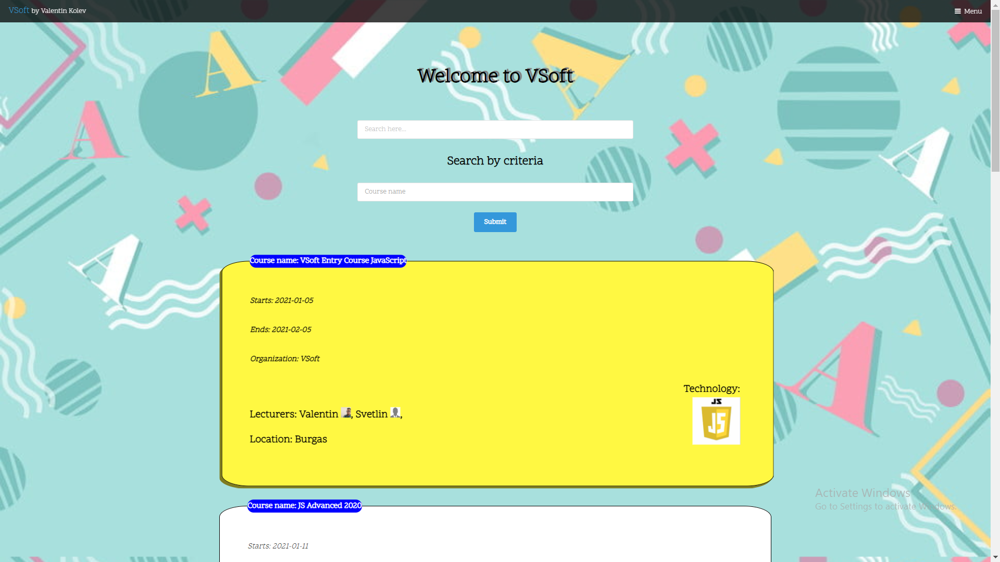 VSoft by Valentin Kolev
Menu
Welcome to VSoft
Search here...
Search by criteria
Course name
Submit
Course name: VSoft Entry Course JavaScript
Starts: 2021-01-05
Ends: 2021-02-05
Organization: VSoft
Technology:
JS
JS
Lecturers: Valentin , Svetlin ,
Location: Burgas
Activate Windows
Go to Settings to activate Windows.
Course name: JS Advanced 2020
Starts: 2021-01-11